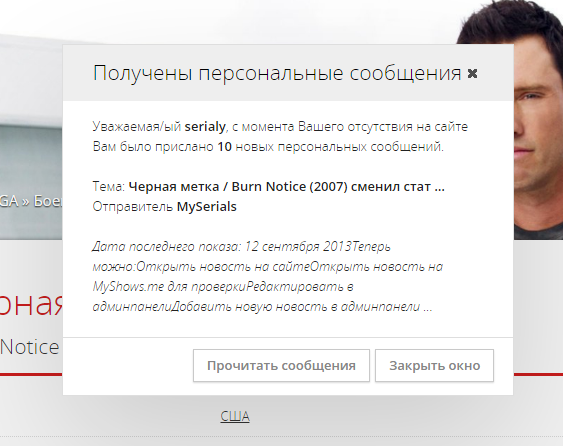 Получены персональные сообщения ✖
Уважаемая/ый serialy, с момента Вашего отсутствия на сайте
Вам было прислано 10 новых персональных сообщений.
GA » Бое
Тема: Черная метка / Burn Notice (2007) сменил стат ...
Отправитель MySerials
Дата последнего показа: 12 сентября 2013Теперь
можно:Открыть новость на сайтеОткрыть новость на
MyShows.me для проверкиРедактировать в
админпанелиДобавить новую новость в админпанели ...
рная
Notice
Прочитать сообщения Закрыть окно
США